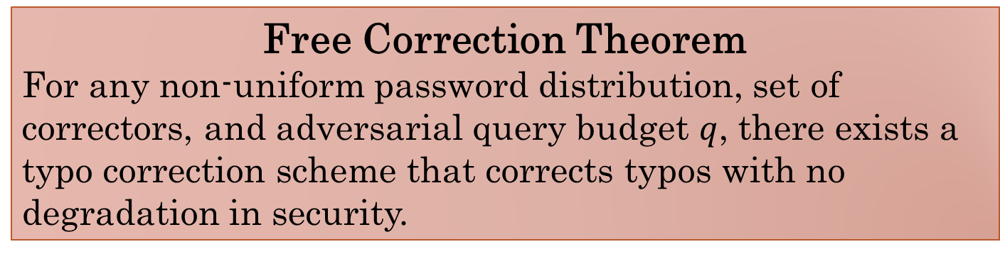 Free Correction Theorem
For any non-uniform password distribution, set of
correctors, and adversarial query budget q, there exists a
typo correction scheme that corrects typos with no
degradation in security.